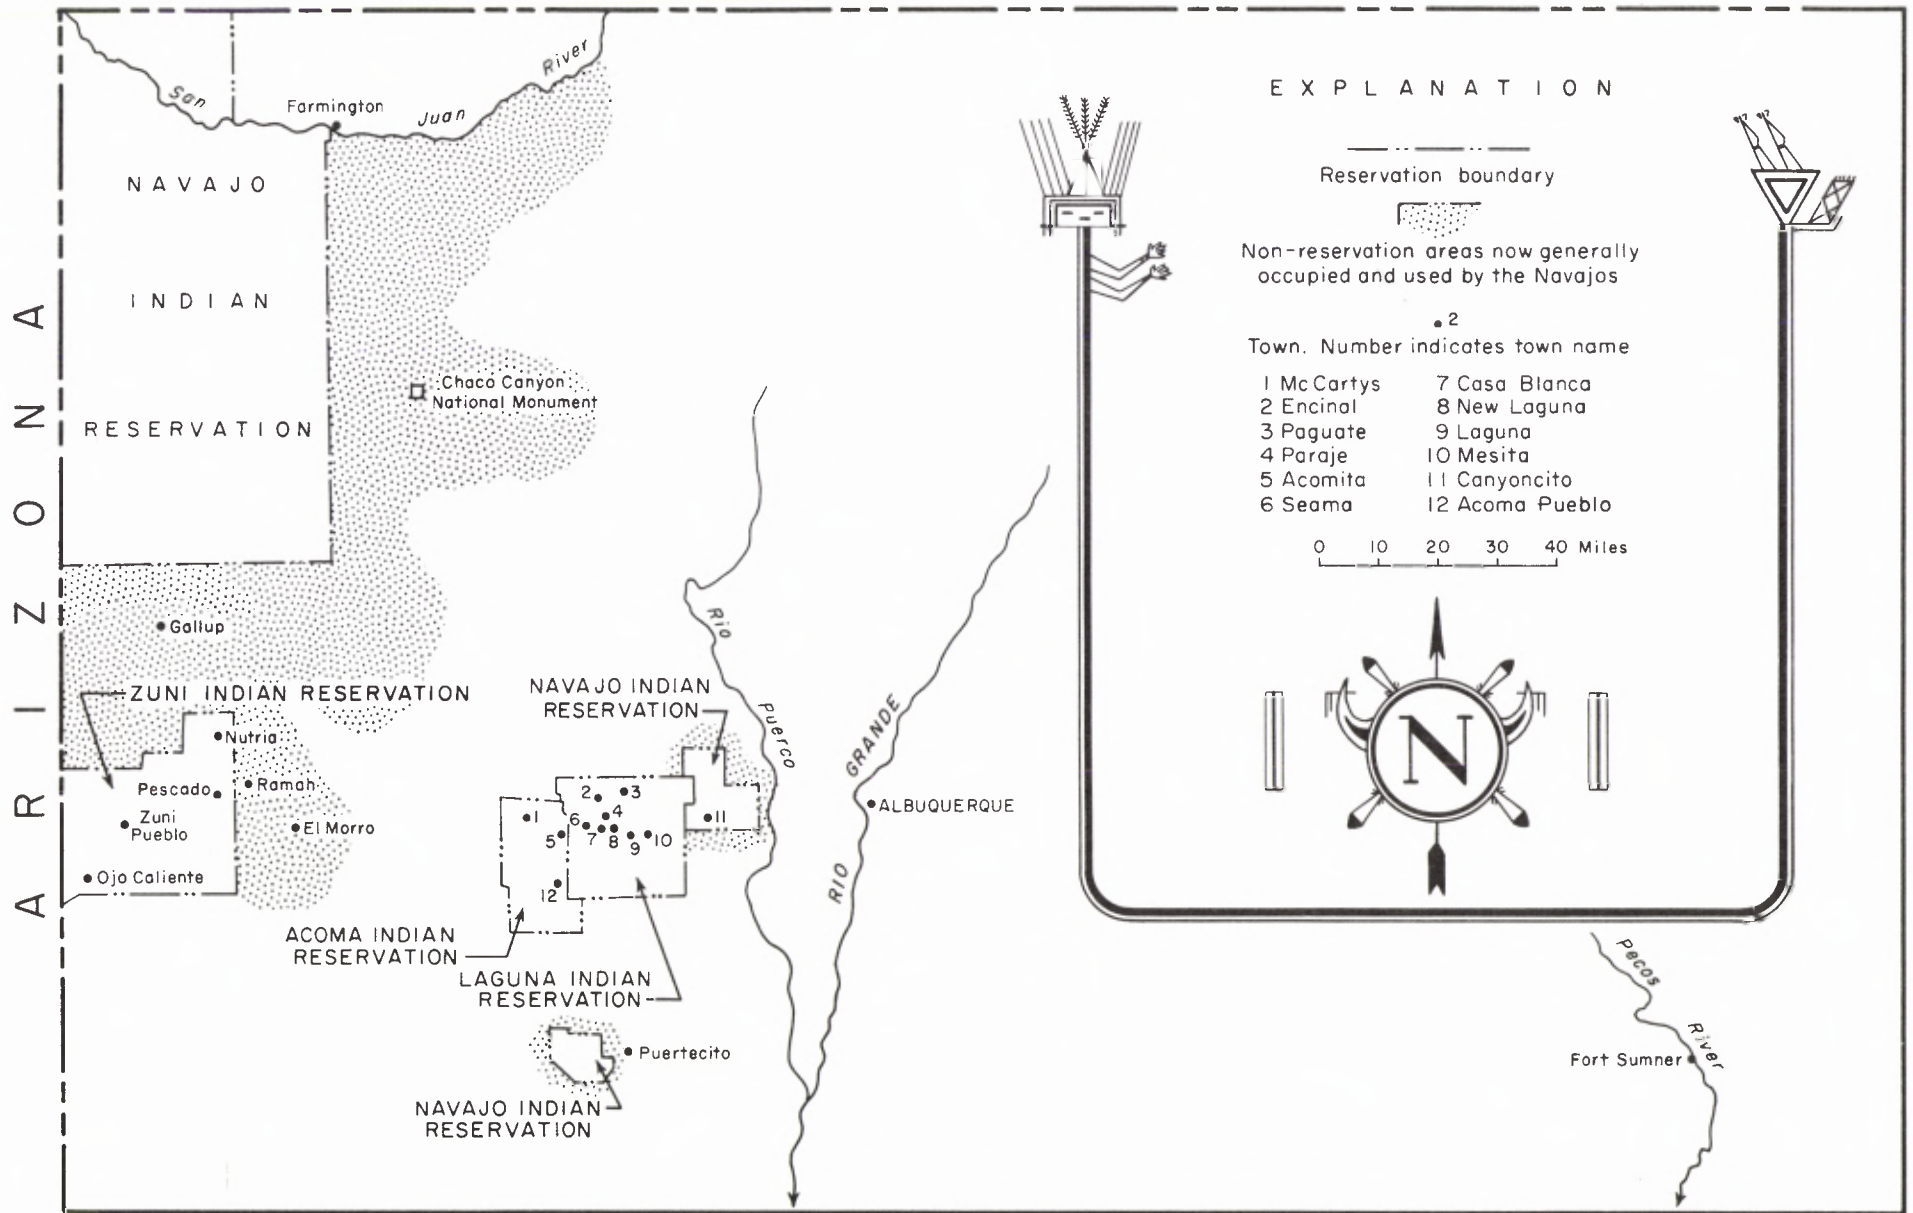 San
Juan
River
Farmington
NAVAJO
INDIAN
RESERVATION
ARIZONA
Chaco Canyon
National Monument
Gallup
ZUNI INDIAN RESERVATION
Nutria
Pescado
Ramah
Zuni
Pueblo
El Morro
Ojo Caliente
NAVAJO INDIAN
RESERVATION
Rio
Puerco
RIO
GRANDE
ALBUQUERQUE
1
2
3
4
5
6
7
8
9
10
11
12
ACOMA INDIAN
RESERVATION
LAGUNA INDIAN
RESERVATION
Puertecito
NAVAJO INDIAN
RESERVATION
EXPLANATION
Reservation boundary
Non-reservation areas now generally
occupied and used by the Navajos
2
Town. Number indicates town name
1 McCartys
2 Encinal
3 Paguate
4 Paraje
5 Acomita
6 Seama
7 Casa Blanca
8 New Laguna
9 Laguna
10 Mesita
11 Canyoncito
12 Acoma Pueblo
0 10 20 30 40 Miles
N
Pecos
River
Fort Sumner